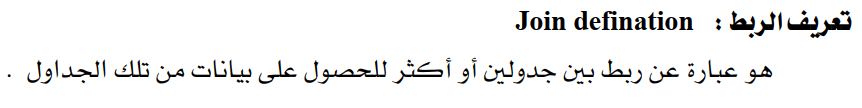 تعريف الربط : Join defination
هو عبارة عن ربط بين جدولين أو أكثر للحصول على بيانات من تلك الجداول .